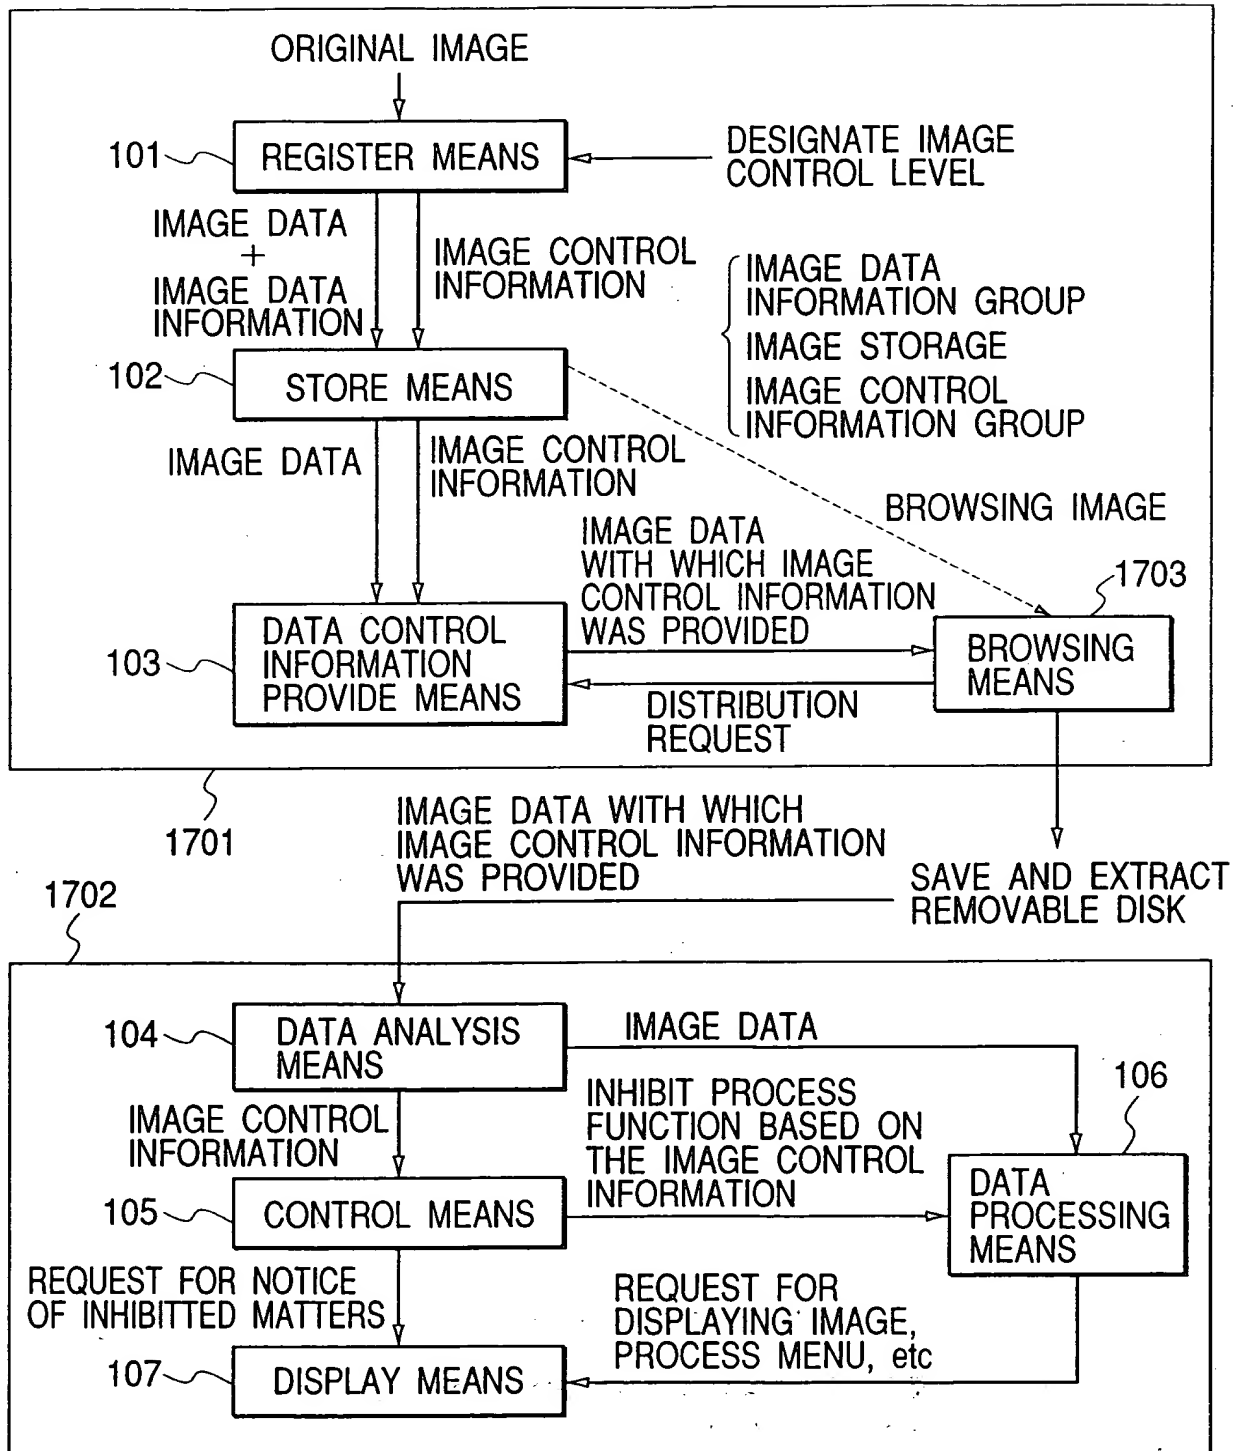 ORIGINAL IMAGE
101
REGISTER MEANS
DESIGNATE IMAGE
CONTROL LEVEL
IMAGE DATA
+
IMAGE DATA
INFORMATION
IMAGE CONTROL
INFORMATION
IMAGE DATA
INFORMATION GROUP
IMAGE STORAGE
IMAGE CONTROL
INFORMATION GROUP
102
STORE MEANS
IMAGE DATA
IMAGE CONTROL
INFORMATION
BROWSING IMAGE
IMAGE DATA
WITH WHICH IMAGE
CONTROL INFORMATION
WAS PROVIDED
1703
103
DATA CONTROL
INFORMATION
PROVIDE MEANS
BROWSING
MEANS
DISTRIBUTION
REQUEST
1701
IMAGE DATA WITH WHICH
IMAGE CONTROL INFORMATION
WAS PROVIDED
SAVE AND EXTRACT
REMOVABLE DISK
1702
104
DATA ANALYSIS
MEANS
IMAGE DATA
106
IMAGE CONTROL
INFORMATION
INHIBIT PROCESS
FUNCTION BASED ON
THE IMAGE CONTROL
INFORMATION
105
CONTROL MEANS
DATA
PROCESSING
MEANS
REQUEST FOR NOTICE
OF INHIBITTED MATTERS
REQUEST FOR
DISPLAYING IMAGE,
PROCESS MENU, etc
107
DISPLAY MEANS